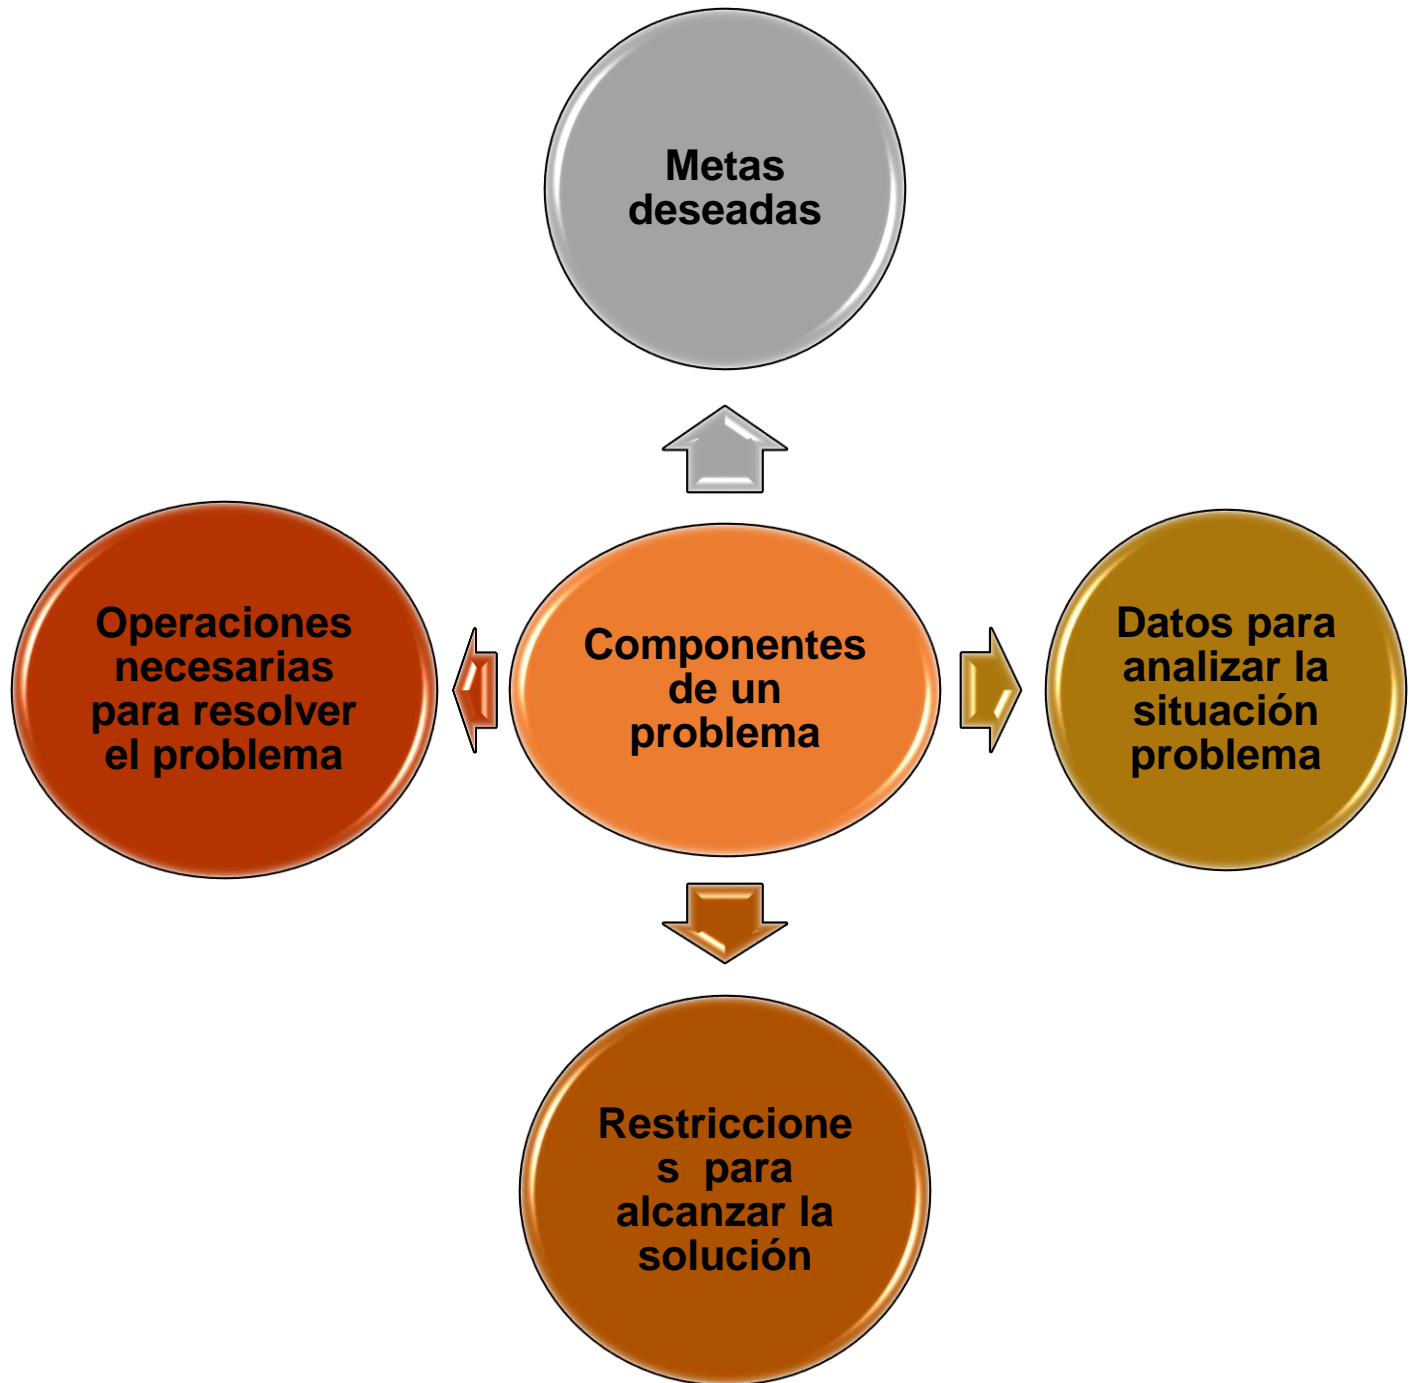 Metas
deseadas
Operaciones
necesarias
para resolver
el problema
Componentes
de un
problema
Datos para
analizar la
situación
problema
Restriccione
s  para
alcanzar la
solución